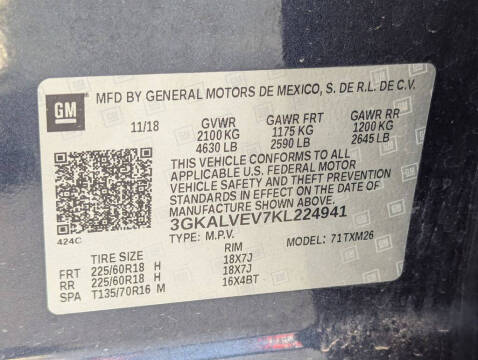 GM
MFD BY GENERAL MOTORS DE MEXICO, S. DE R.L. DE C.V.
11/18 GVWR GAWR FRT GAWR RR
2100 KG 1175 KG 1200 KG
4630 LB 2590 LB 2645 LB
THIS VEHICLE CONFORMS TO ALL
APPLICABLE U.S. FEDERAL MOTOR
VEHICLE SAFETY AND THEFT PREVENTION
STANDARDS IN EFFECT ON THE DATE OF
MANUFACTURE SHOWN ABOVE.
3GKALVEV7KL224941
TYPE: M.P.V. MODEL: 71TXM26
424C
TIRE SIZE RIM
FRT 225/60R18 H 18X7J
RR 225/60R18 H 18X7J
SPA T135/70R16 M 16X4BT